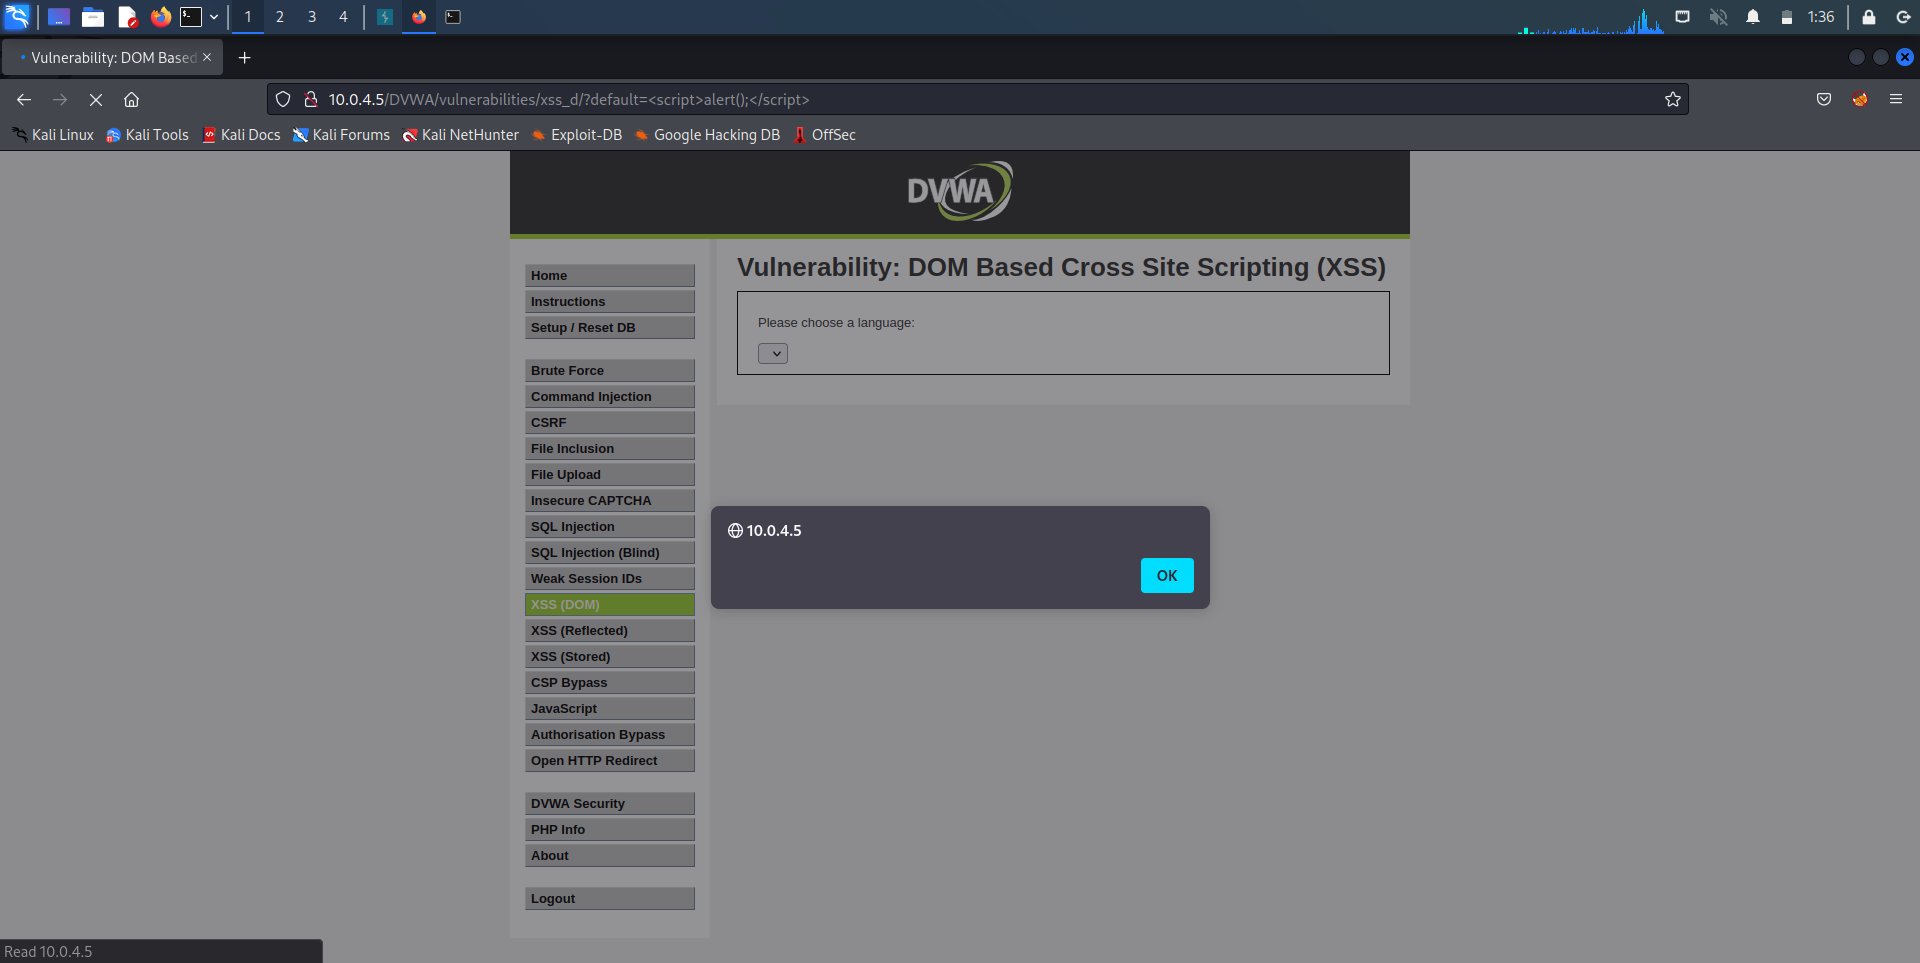 1 2 3 4 1:36
Vulnerability: DOM Based
10.0.4.5/DVWA/vulnerabilities/xss_d/?default=<script>alert();</script>
Kali Linux Kali Tools Kali Docs Kali Forums Kali NetHunter Exploit-DB Google Hacking DB OffSec
DVWA
Home
Instructions
Setup / Reset DB
Brute Force
Command Injection
CSRF
File Inclusion
File Upload
Insecure CAPTCHA
SQL Injection
SQL Injection (Blind)
Weak Session IDs
XSS (DOM)
XSS (Reflected)
XSS (Stored)
CSP Bypass
JavaScript
Authorisation Bypass
Open HTTP Redirect
DVWA Security
PHP Info
About
Logout
Vulnerability: DOM Based Cross Site Scripting (XSS)
Please choose a language:
10.0.4.5
OK
Read 10.0.4.5